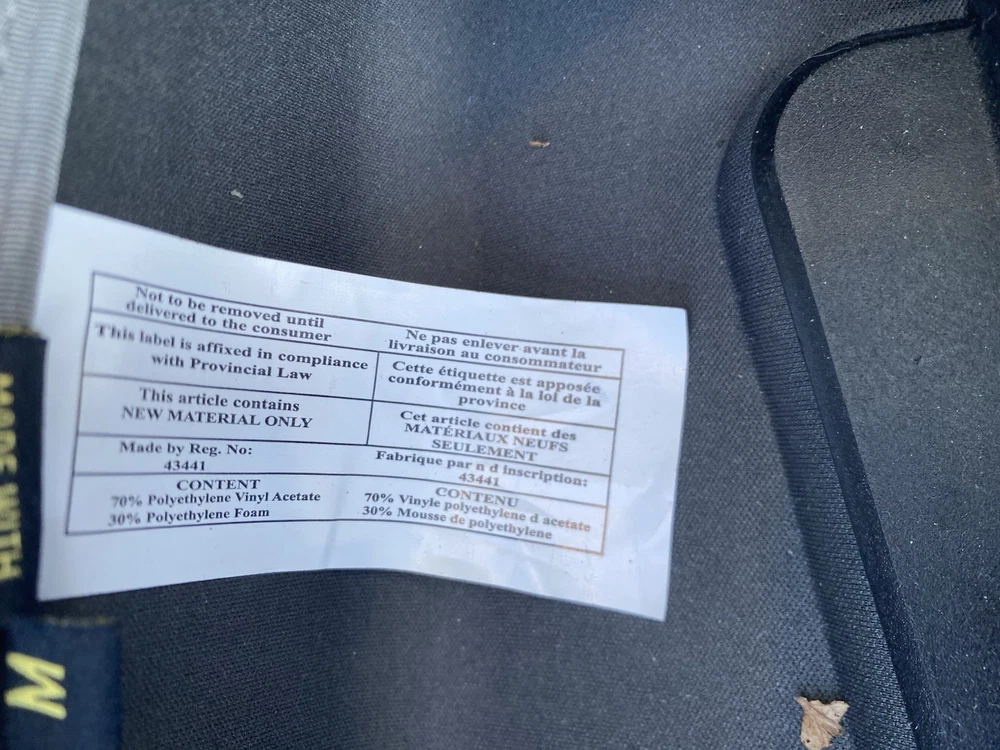 Not to be removed until
delivered to the consumer
Ne pas enlever avant la
livraison au consommateur
This label is affixed in compliance
with Provincial Law
Cette étiquette est apposée
conformément à la loi de la
province
This article contains
NEW MATERIAL ONLY
Cet article contient des
MATÉRIAUX NEUFS
SEULEMENT
Made by Reg. No:
43441
Fabrique par n d inscription:
43441
CONTENT
70% Polyethylene Vinyl Acetate
30% Polyethylene Foam
CONTENU
70% Vinyle polyethylene d acetate
30% Mousse de polyethylene
MADE WITH
M